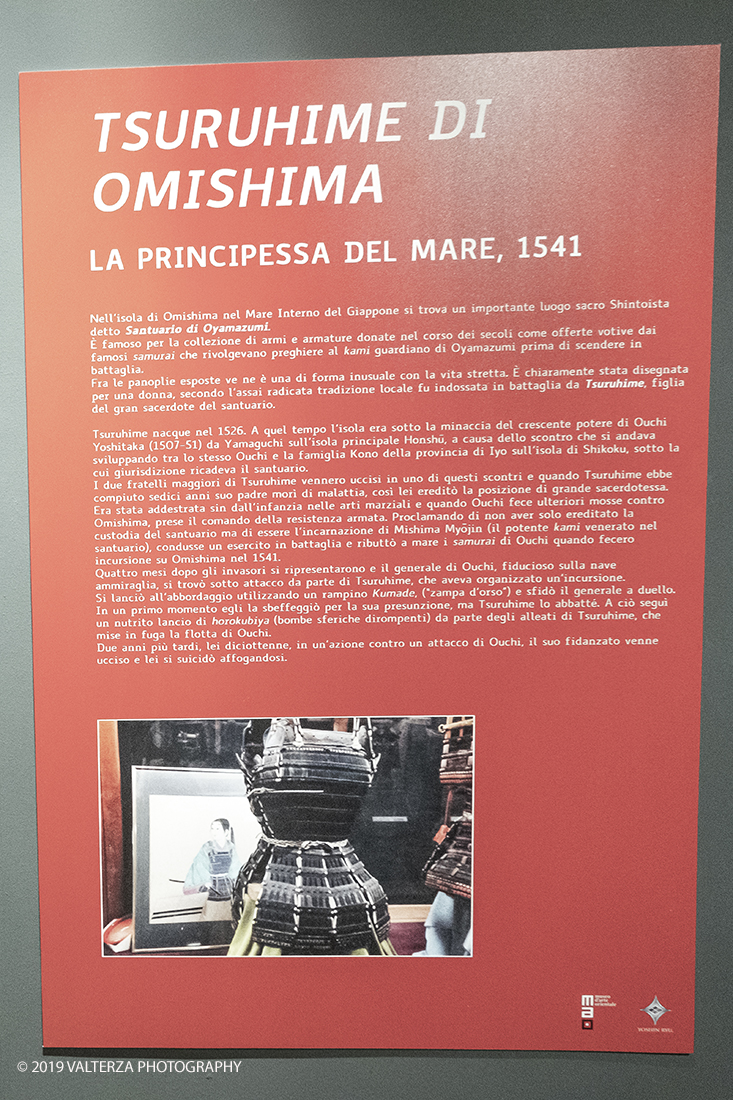 TSURUHIME DI
OMISHIMA
LA PRINCIPESSA DEL MARE, 1541
Nell'isola di Omishima nel Mare Interno del Giappone si trova un importante luogo sacro Shintoista
detto Santuario di Oyamazumi.
È famoso per la collezione di armi e armature donate nel corso dei secoli come offerte votive dai
famosi samurai che rivolgevano preghiere al kami guardiano di Oyamazumi prima di scendere in
battaglia.
Fra le panoplie esposte ve ne è una di forma inusuale con la vita stretta. È chiaramente stata disegnata
per una donna, secondo l'assai radicata tradizione locale fu indossata in battaglia da Tsuruhime, figlia
del gran sacerdote del santuario.
Tsuruhime nacque nel 1526. A quel tempo l'isola era sotto la minaccia del crescente potere di Ouchi
Yoshitaka (1507-51) da Yamaguchi sull'isola principale Honshū, a causa dello scontro che si andava
sviluppando tra lo stesso Ouchi e la famiglia Kono della provincia di Iyo sull'isola di Shikoku, sotto la
cui giurisdizione ricadeva il santuario.
I due fratelli maggiori di Tsuruhime vennero uccisi in uno di questi scontri e quando Tsuruhime ebbe
compiuto sedici anni suo padre morì di malattia, così lei ereditò la posizione di grande sacerdotessa.
Era stata addestrata sin dall'infanzia nelle arti marziali e quando Ouchi fece ulteriori mosse contro
Omishima, prese il comando della resistenza armata. Proclamando di non aver solo ereditato la
custodia del santuario ma di essere l'incarnazione di Mishima Myōjin (il potente kami venerato nel
santuario), condusse un esercito in battaglia e ributtò a mare i samurai di Ouchi quando fecero
incursione su Omishima nel 1541.
Quattro mesi dopo gli invasori si ripresentarono e il generale di Ouchi, fiducioso sulla nave
ammiraglia, si trovò sotto attacco da parte di Tsuruhime, che aveva organizzato un'incursione.
Si lanciò all'abbordaggio utilizzando un rampino Kumade, ("zampa d'orso") e sfidò il generale a duello.
In un primo momento egli la sbeffeggiò per la sua presunzione, ma Tsuruhime lo abbatté. A ciò seguì
un nutrito lancio di horokubiya (bombe sferiche dirompenti) da parte degli alleati di Tsuruhime, che
mise in fuga la flotta di Ouchi.
Due anni più tardi, lei diciottenne, in un'azione contro un attacco di Ouchi, il suo fidanzato venne
ucciso e lei si suicidò affogandosi.
ma museo
d'arte
orientale
YOSHIN RYU
© 2019 VALTERZA PHOTOGRAPHY